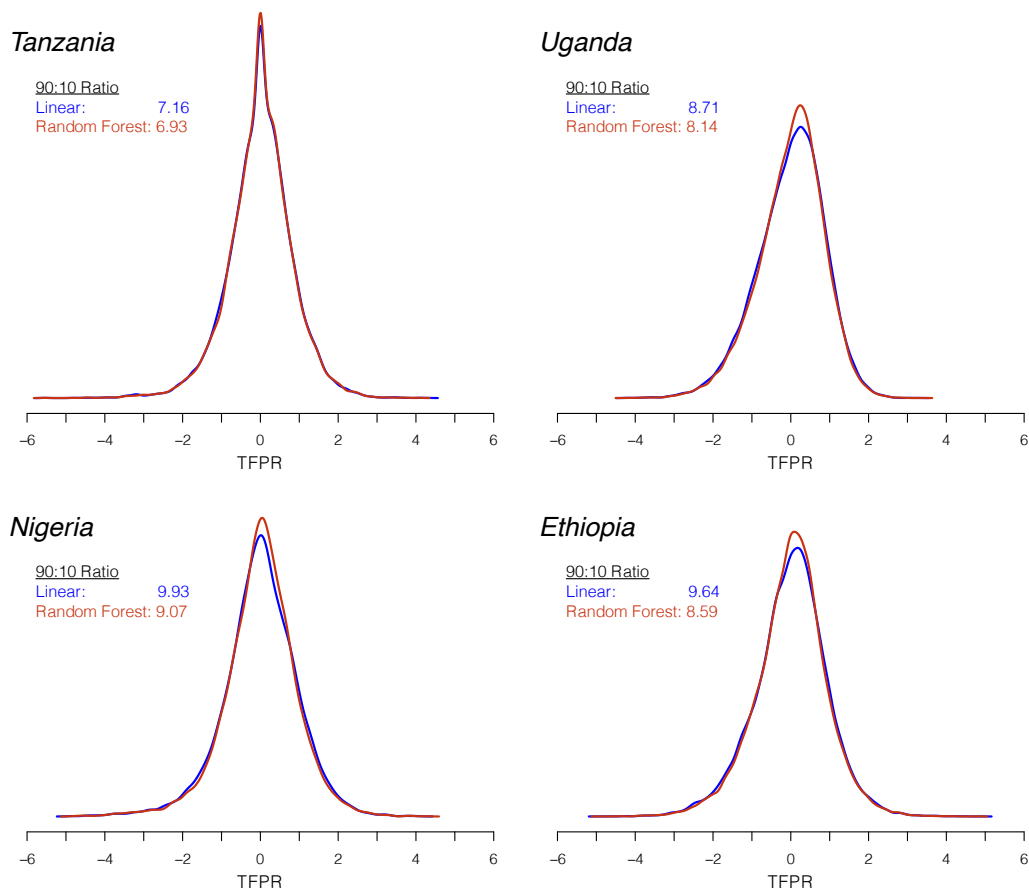 Tanzania
90:10 Ratio
Linear: 7.16
Random Forest: 6.93
−6 −4 −2 0 2 4 6
TFPR
Uganda
90:10 Ratio
Linear: 8.71
Random Forest: 8.14
−6 −4 −2 0 2 4 6
TFPR
Nigeria
90:10 Ratio
Linear: 9.93
Random Forest: 9.07
−6 −4 −2 0 2 4 6
TFPR
Ethiopia
90:10 Ratio
Linear: 9.64
Random Forest: 8.59
−6 −4 −2 0 2 4 6
TFPR